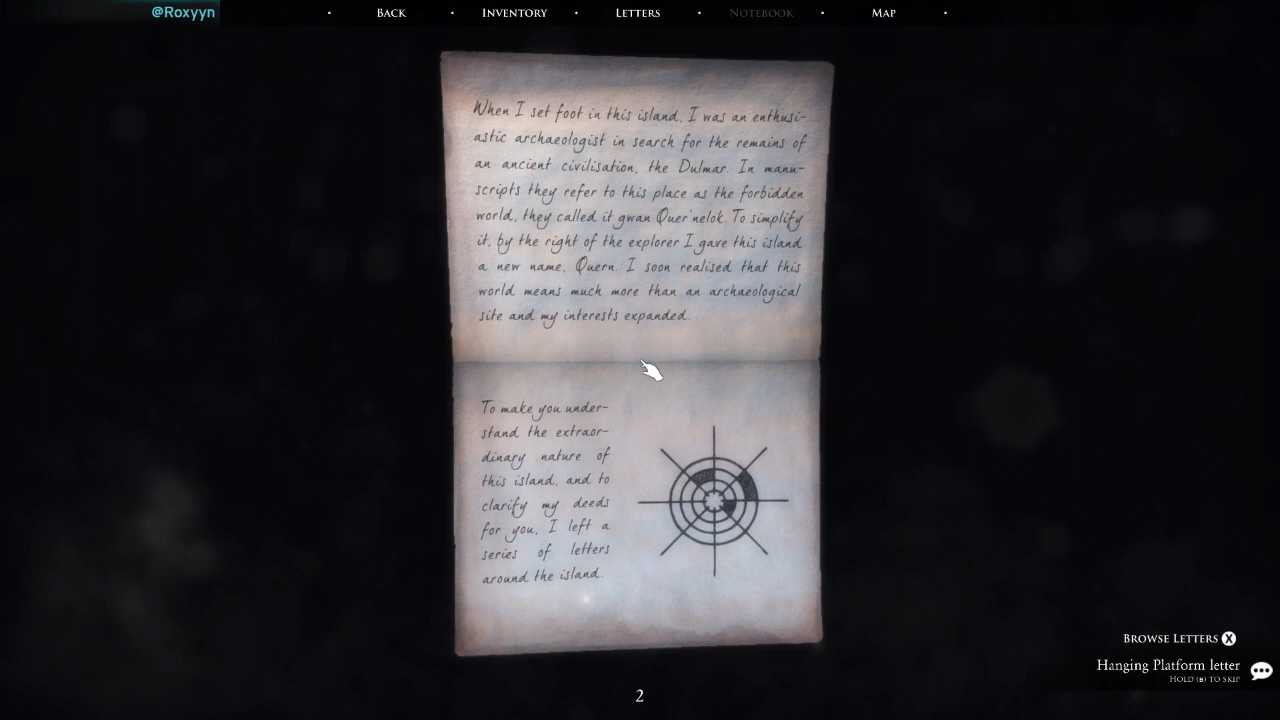 @Roxyyn
• BACK • INVENTORY • LETTERS • NOTEBOOK • MAP •
When I set foot in this island, I was an enthusi-
astic archaeologist in search for the remains of
an ancient civilisation, the Dulmar. In manu-
scripts they refer to this place as the forbidden
world, they called it gwan Quer'nelok. To simplify
it, by the right of the explorer I gave this island
a new name, Quern. I soon realised that this
world means much more than an archaeological
site and my interests expanded.
To make you under-
stand the extraor-
dinary nature of
this island, and to
clarify my deeds
for you, I left a
series of letters
around the island.
BROWSE LETTERS X
Hanging Platform letter
HOLD (B) TO SKIP
2